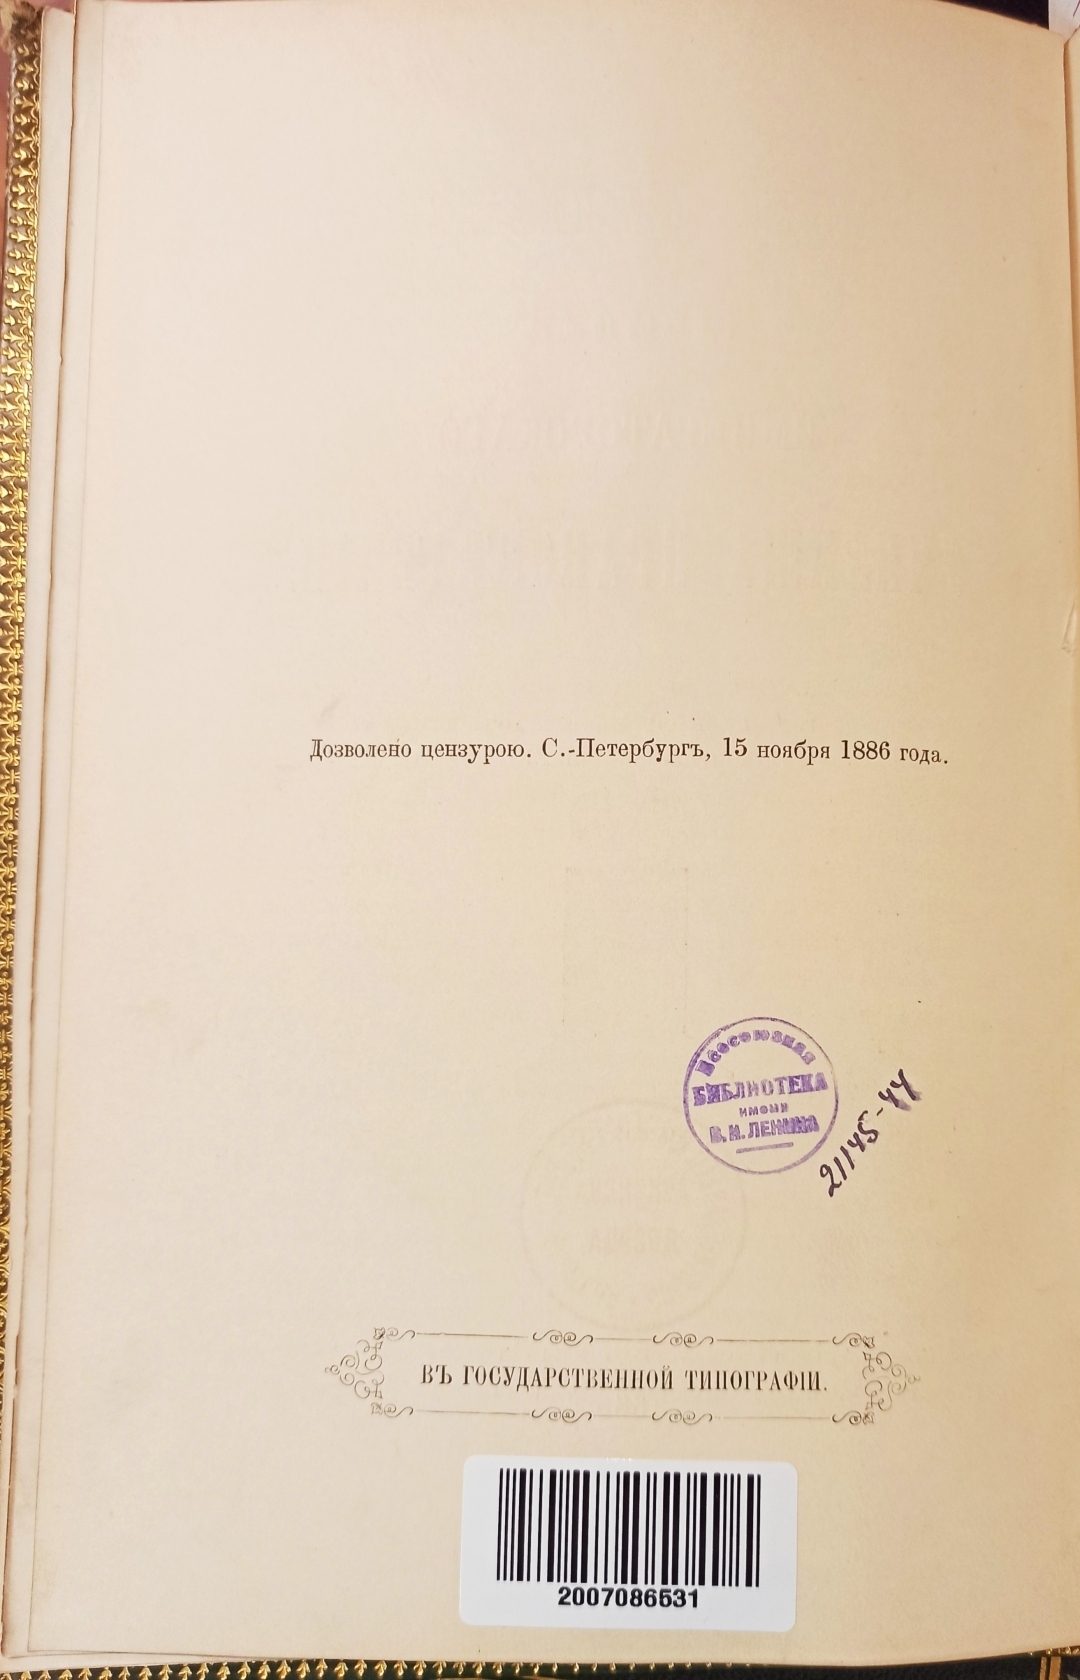 Дозволено цензурою. С.-Петербургъ, 15 ноября 1886 года.
Всесоюзная
БИБЛИОТЕКА
имени
В. И. ЛЕНИНА
21145-44
ВЪ ГОСУДАРСТВЕННОЙ ТИПОГРАФІИ.
2007086531